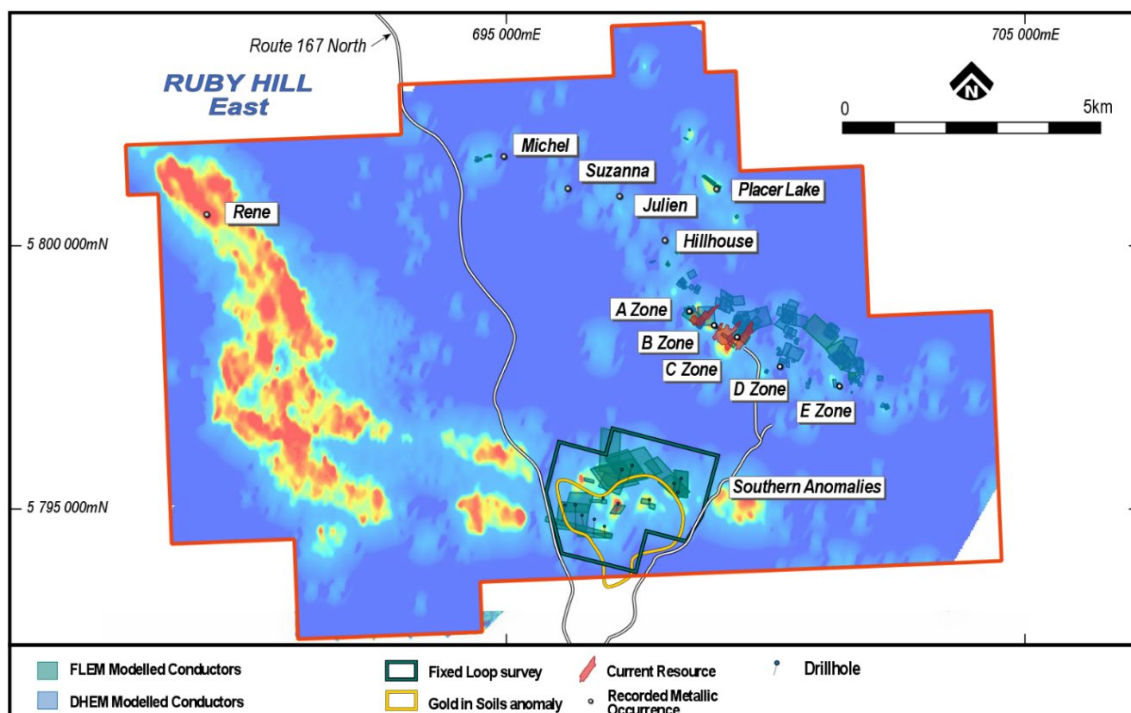 695 000mE
705 000mE
Route 167 North
RUBY HILL
East
N
0
5km
Michel
Suzanna
Placer Lake
Julien
Rene
Hillhouse
5 800 000mN
A Zone
B Zone
C Zone
D Zone
E Zone
Southern Anomalies
5 795 000mN
FLEM Modelled Conductors
Fixed Loop survey
Current Resource
Drillhole
DHEM Modelled Conductors
Gold in Soils anomaly
Recorded Metallic
Occurrence